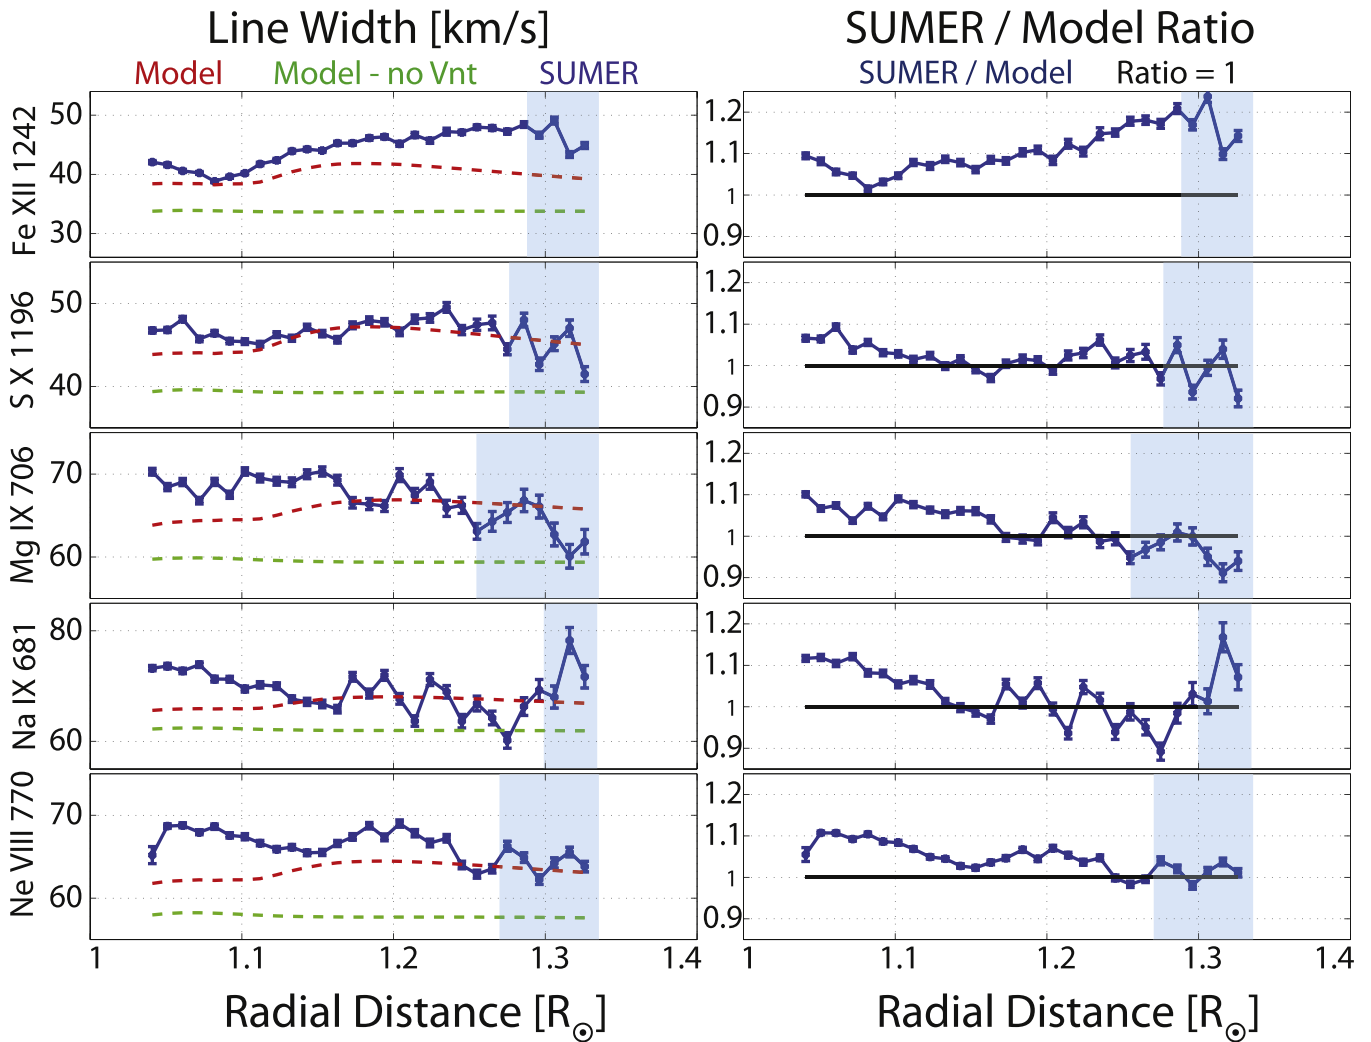 Line Width [km/s]
SUMER / Model Ratio
Model
Model - no Vnt
SUMER
SUMER / Model
Ratio = 1
Fe XII 1242
50
40
30
1.2
1.1
1
0.9
S X 1196
50
40
1.2
1.1
1
0.9
Mg IX 706
70
60
1.2
1.1
1
0.9
Na IX 681
80
60
1.2
1.1
1
0.9
Ne VIII 770
70
60
1.2
1.1
1
0.9
1 1.1 1.2 1.3 1.4
1 1.1 1.2 1.3 1.4
Radial Distance [R☉]
Radial Distance [R☉]